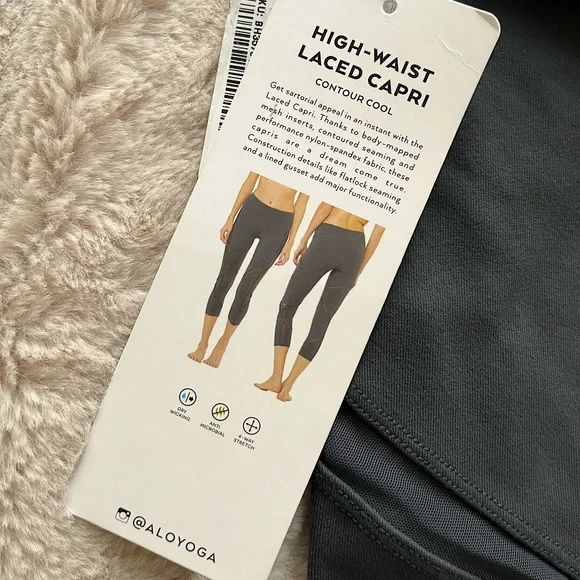 HIGH-WAIST
LACED CAPRI
CONTOUR COOL
Get sartorial appeal in an instant with the
Laced Capri. Thanks to body-mapped
mesh inserts, contoured seaming and
performance nylon-spandex fabric, these
capris are a dream come true.
Construction details like flatlock seaming
and a lined gusset add major functionality.
DRY
WICKING
ANTI
MICROBIAL
4-WAY
STRETCH
@ALOYOGA